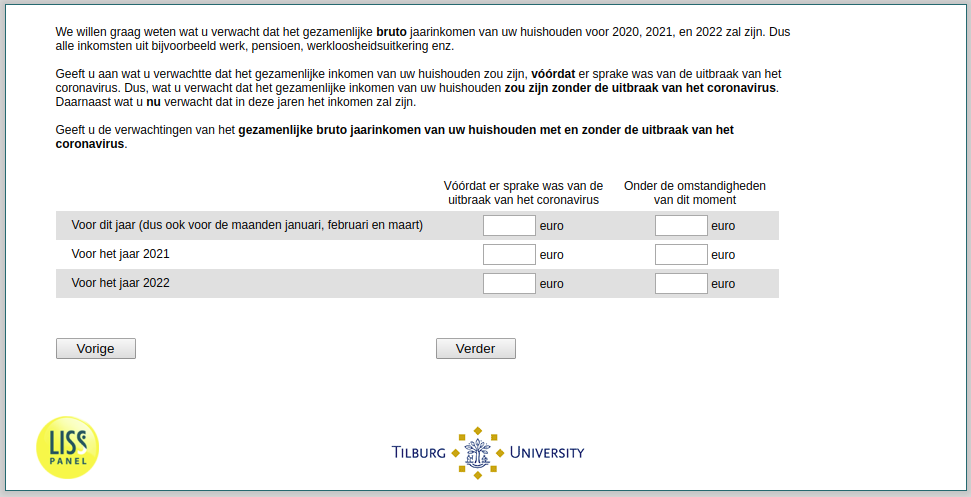 We willen graag weten wat u verwacht dat het gezamenlijke bruto jaarinkomen van uw huishouden voor 2020, 2021, en 2022 zal zijn. Dus
alle inkomsten uit bijvoorbeeld werk, pensioen, werkloosheidsuitkering enz.
Geeft u aan wat u verwachtte dat het gezamenlijke inkomen van uw huishouden zou zijn, vóórdat er sprake was van de uitbraak van het
coronavirus. Dus, wat u verwacht dat het gezamenlijke inkomen van uw huishouden zou zijn zonder de uitbraak van het coronavirus.
Daarnaast wat u nu verwacht dat in deze jaren het inkomen zal zijn.
Geeft u de verwachtingen van het gezamenlijke bruto jaarinkomen van uw huishouden met en zonder de uitbraak van het
coronavirus.
Vóórdat er sprake was van de Onder de omstandigheden
uitbraak van het coronavirus van dit moment
Voor dit jaar (dus ook voor de maanden januari, februari en maart) euro euro
Voor het jaar 2021 euro euro
Voor het jaar 2022 euro euro
Vorige Verder
LISS
PANEL
TILBURG UNIVERSITY